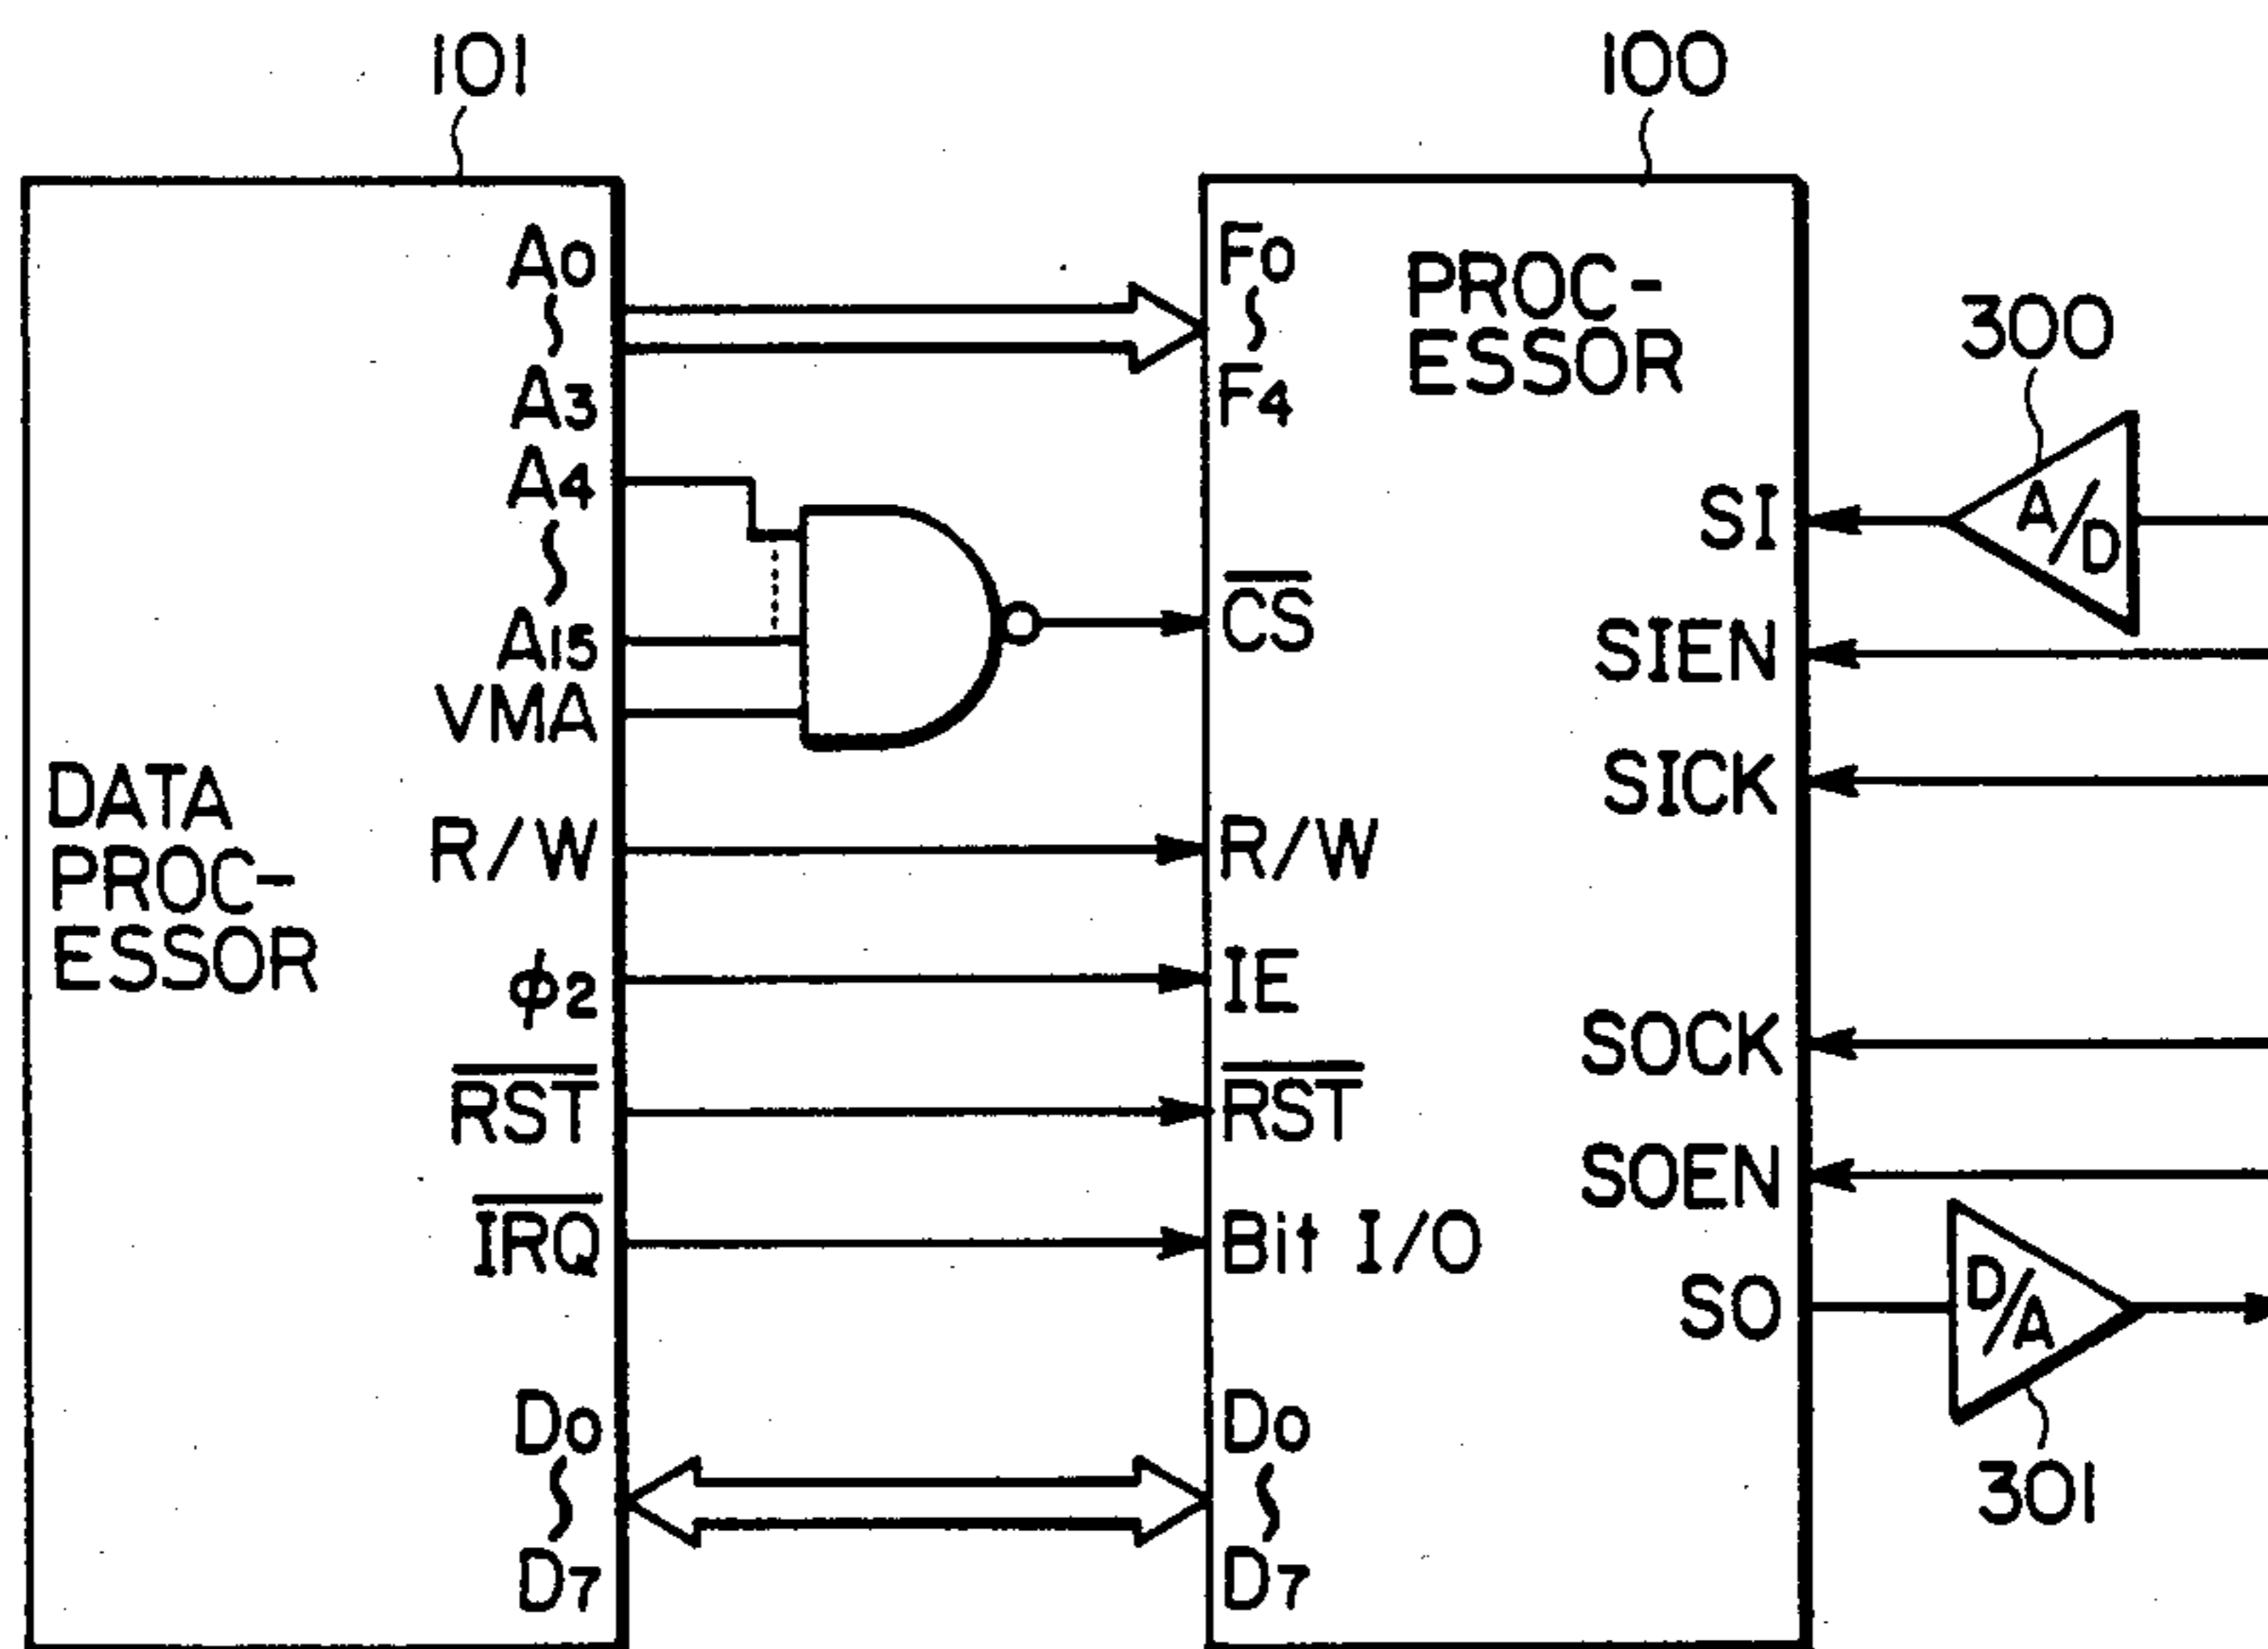 101
100
DATA
PROC-
ESSOR
A0
A3
A4
A15
VMA
R/W
φ2
RST
IRQ
D0
D7
F0
F4
CS
R/W
IE
RST
Bit I/O
D0
D7
PROC-
ESSOR
SI
SIEN
SICK
SOCK
SOEN
SO
300
A/D
D/A
301